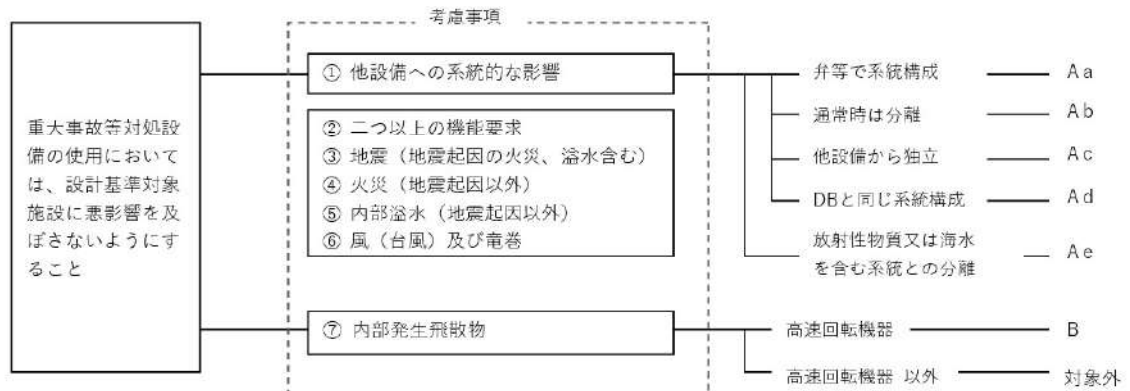 考慮事項
重大事故等対処設
備の使用において
は、設計基準対象
施設に悪影響を及
ぼさないようにす
ること
① 他設備への系統的な影響
② 二つ以上の機能要求
③ 地震（地震起因の火災、溢水含む）
④ 火災（地震起因以外）
⑤ 内部溢水（地震起因以外）
⑥ 風（台風）及び竜巻
⑦ 内部発生飛散物
弁等で系統構成 Aa
通常時は分離 Ab
他設備から独立 Ac
DBと同じ系統構成 Ad
放射性物質又は海水
を含む系統との分離 Ae
高速回転機器 B
高速回転機器 以外 対象外